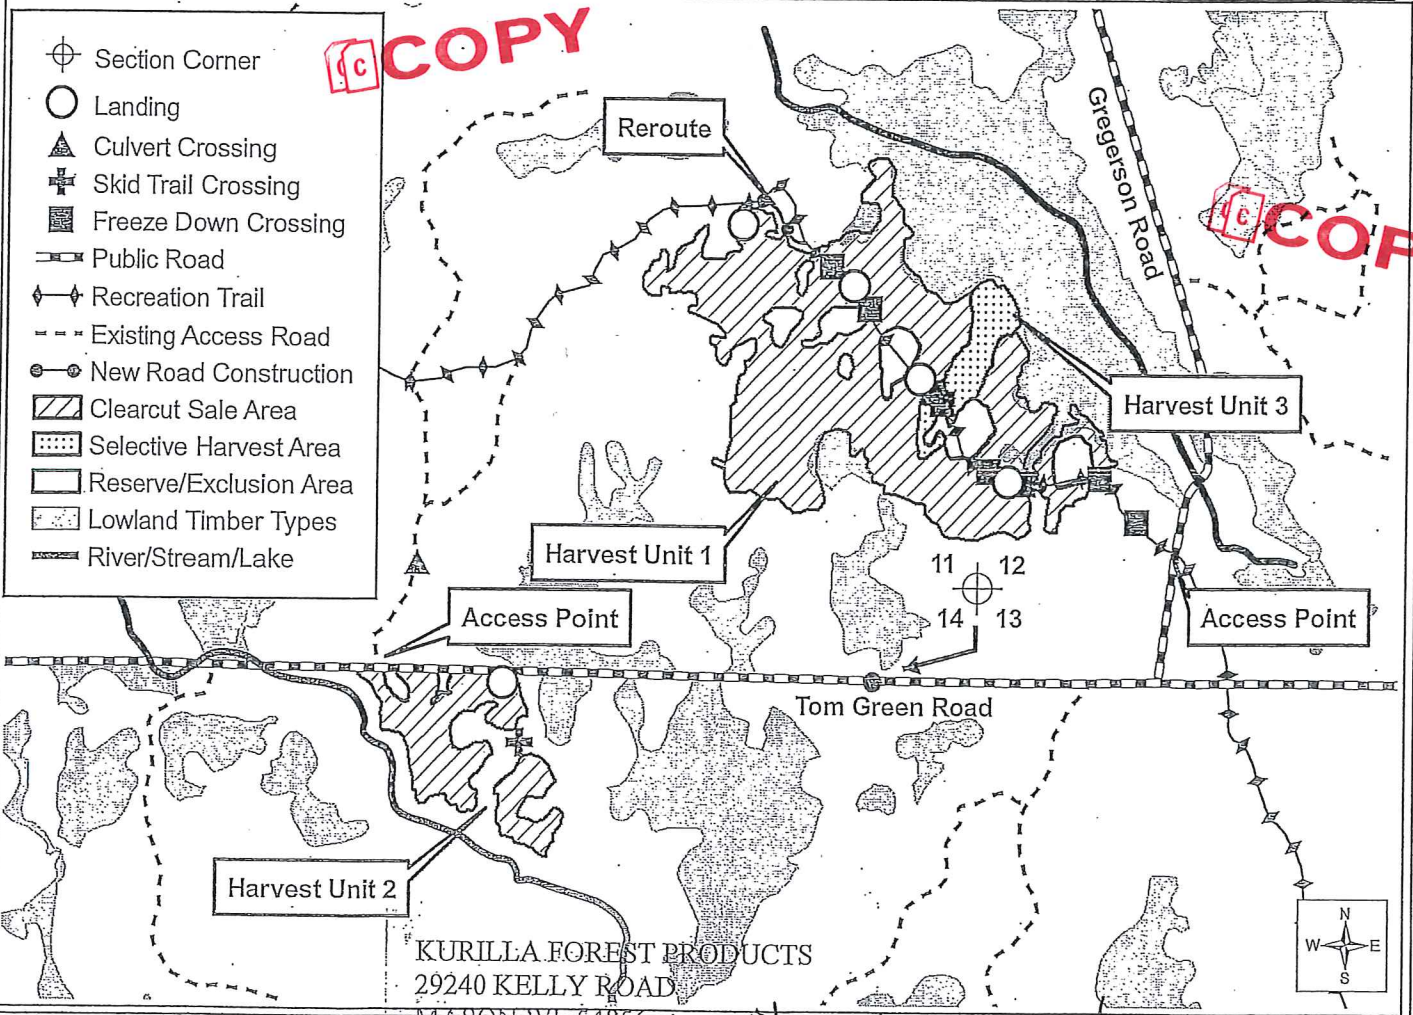 Section Corner
Landing
Culvert Crossing
Skid Trail Crossing
Freeze Down Crossing
Public Road
Recreation Trail
Existing Access Road
New Road Construction
Clearcut Sale Area
Selective Harvest Area
Reserve/Exclusion Area
Lowland Timber Types
River/Stream/Lake
C COPY
Reroute
Gregerson Road
C COP
Harvest Unit 3
Harvest Unit 1
11 12
14 13
Access Point
Access Point
Tom Green Road
Harvest Unit 2
N
W E
S
KURILLA FOREST PRODUCTS
29240 KELLY ROAD